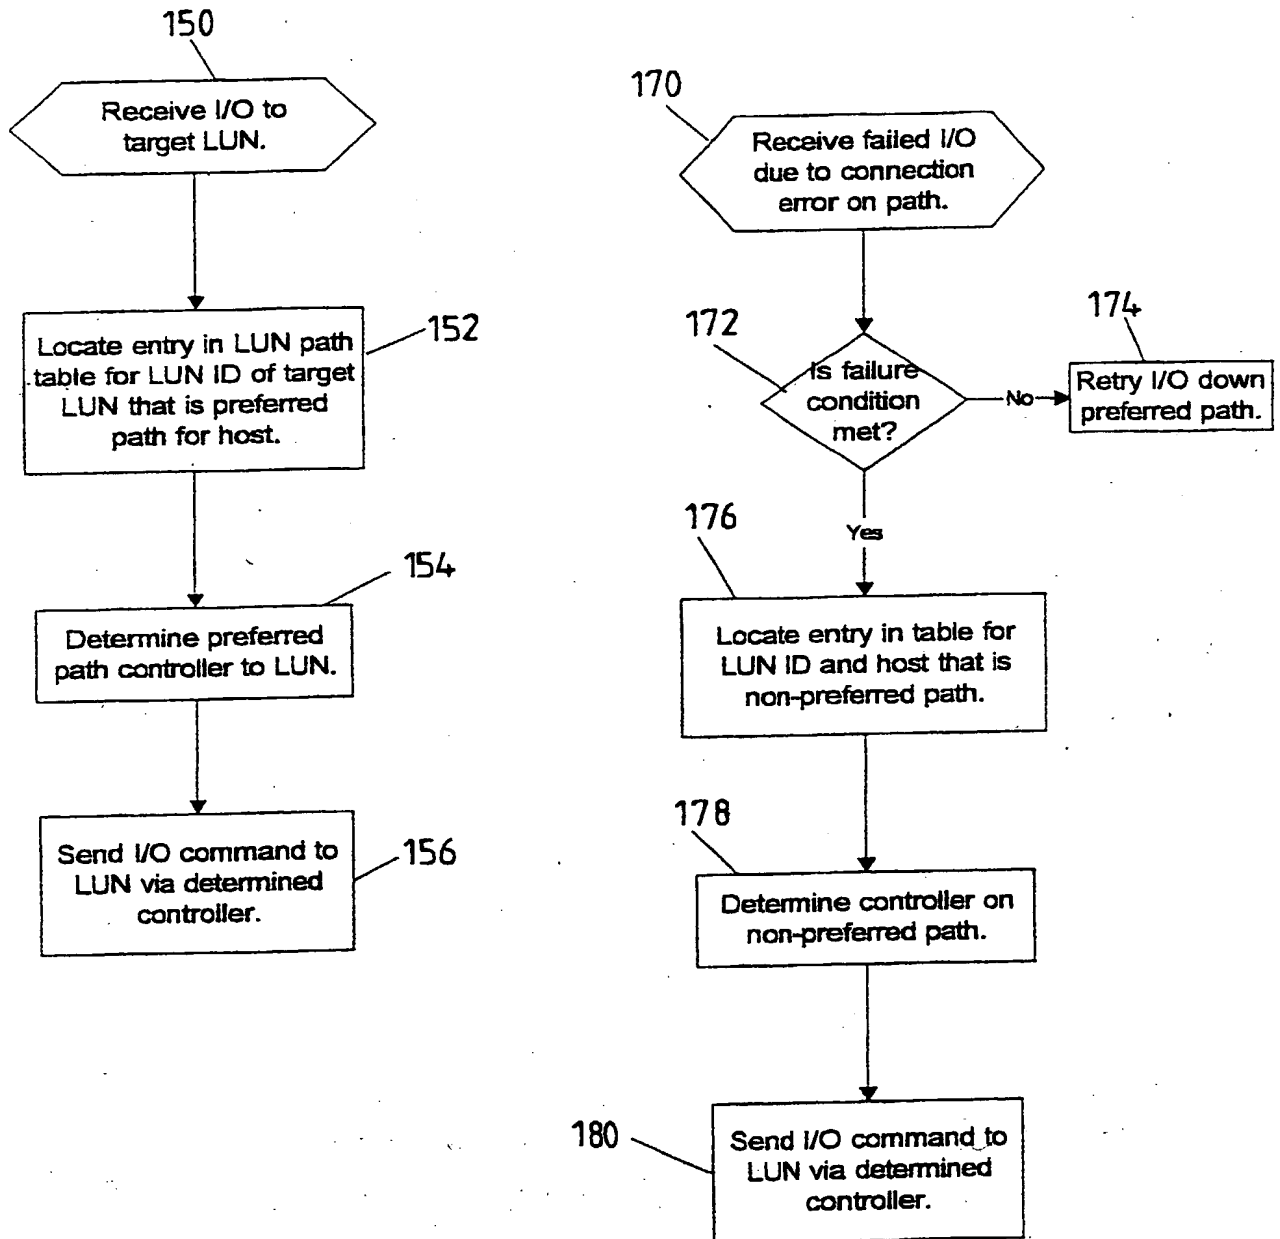 150
Receive I/O to
target LUN.
152
Locate entry in LUN path
table for LUN ID of target
LUN that is preferred
path for host.
154
Determine preferred
path controller to LUN.
156
Send I/O command to
LUN via determined
controller.
170
Receive failed I/O
due to connection
error on path.
172
Is failure
condition
met?
No
174
Retry I/O down
preferred path.
Yes
176
Locate entry in table for
LUN ID and host that is
non-preferred path.
178
Determine controller on
non-preferred path.
180
Send I/O command to
LUN via determined
controller.